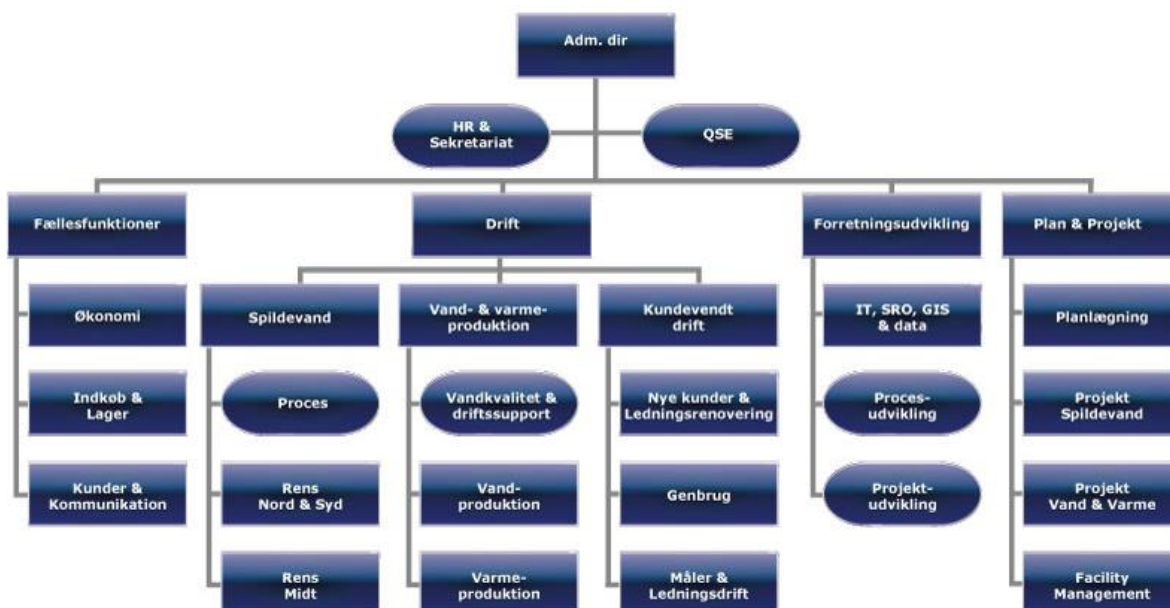 Adm. dir
HR &
Sekretariat
QSE
Fællesfunktioner
Drift
Forretningsudvikling
Plan & Projekt
Økonomi
Spildevand
Vand- & varme-
produktion
Kundevendt
drift
IT, SRO, GIS
& data
Planlægning
Indkøb &
Lager
Proces
Vandkvalitet &
driftssupport
Nye kunder &
Ledningsrenovering
Proces-
udvikling
Projekt
Spildevand
Kunder &
Kommunikation
Rens
Nord & Syd
Vand-
produktion
Genbrug
Projekt-
udvikling
Projekt
Vand & Varme
Rens
Midt
Varme-
produktion
Måler &
Ledningsdrift
Facility
Management